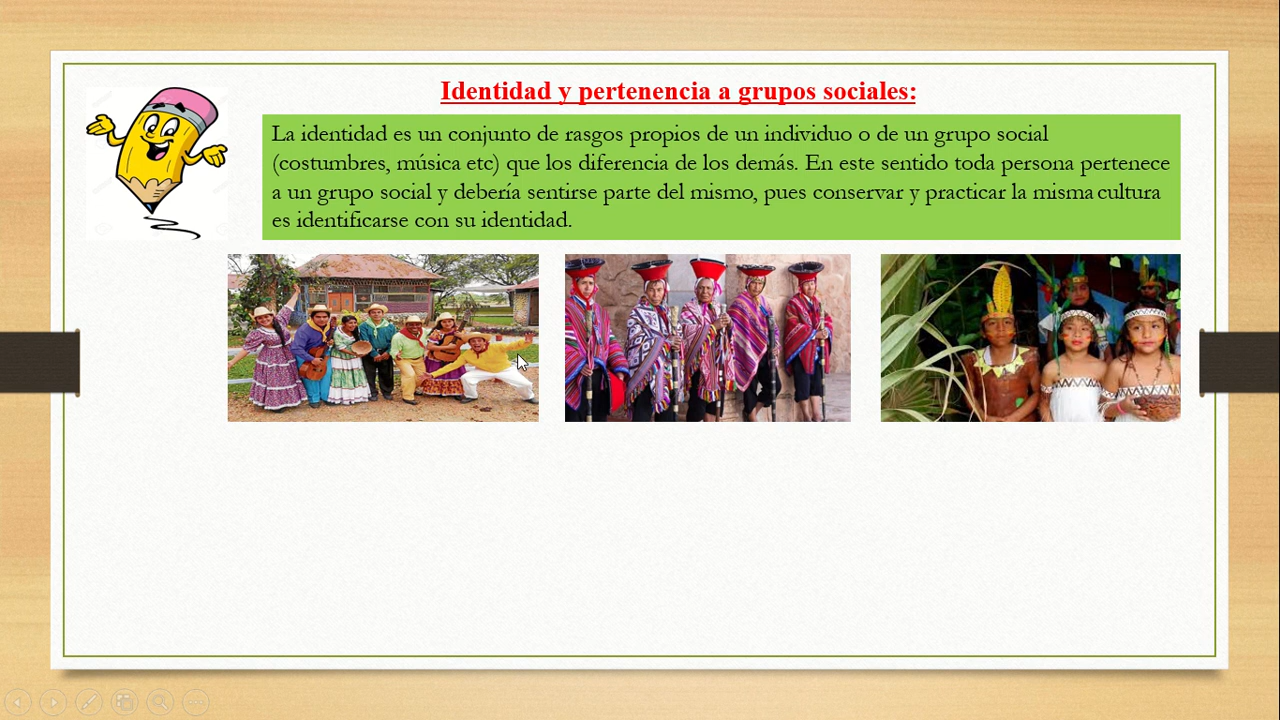 Identidad y pertenencia a grupos sociales:
La identidad es un conjunto de rasgos propios de un individuo o de un grupo social
(costumbres, música etc) que los diferencia de los demás. En este sentido toda persona pertenece
a un grupo social y debería sentirse parte del mismo, pues conservar y practicar la misma cultura
es identificarse con su identidad.